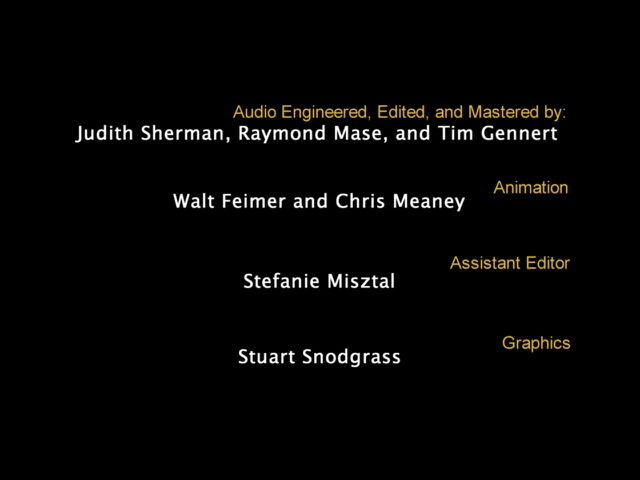 Audio Engineered, Edited, and Mastered by:
Judith Sherman, Raymond Mase, and Tim Gennert
Animation
Walt Feimer and Chris Meaney
Assistant Editor
Stefanie Misztal
Graphics
Stuart Snodgrass